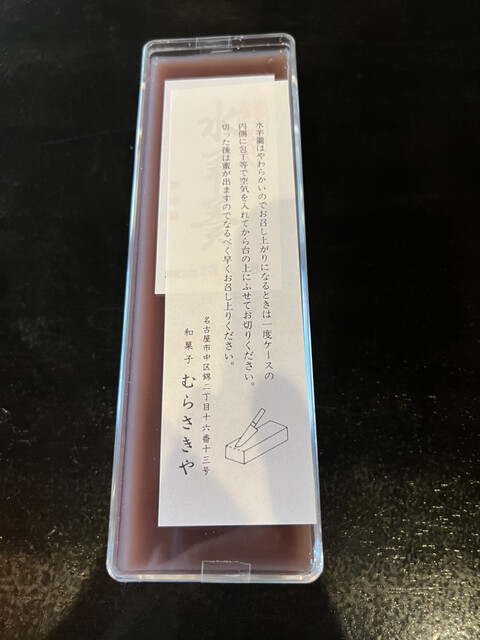 水羊羹はやわらかいのでお召し上がりになるときは一度ケースの
内側に包丁等で空気を入れてから台の上にふせてお切りください。
切った後は蜜が出ますのでなるべく早くお召し上りください。
名古屋市中区錦二丁目十六番十三号
和菓子 むらさきや